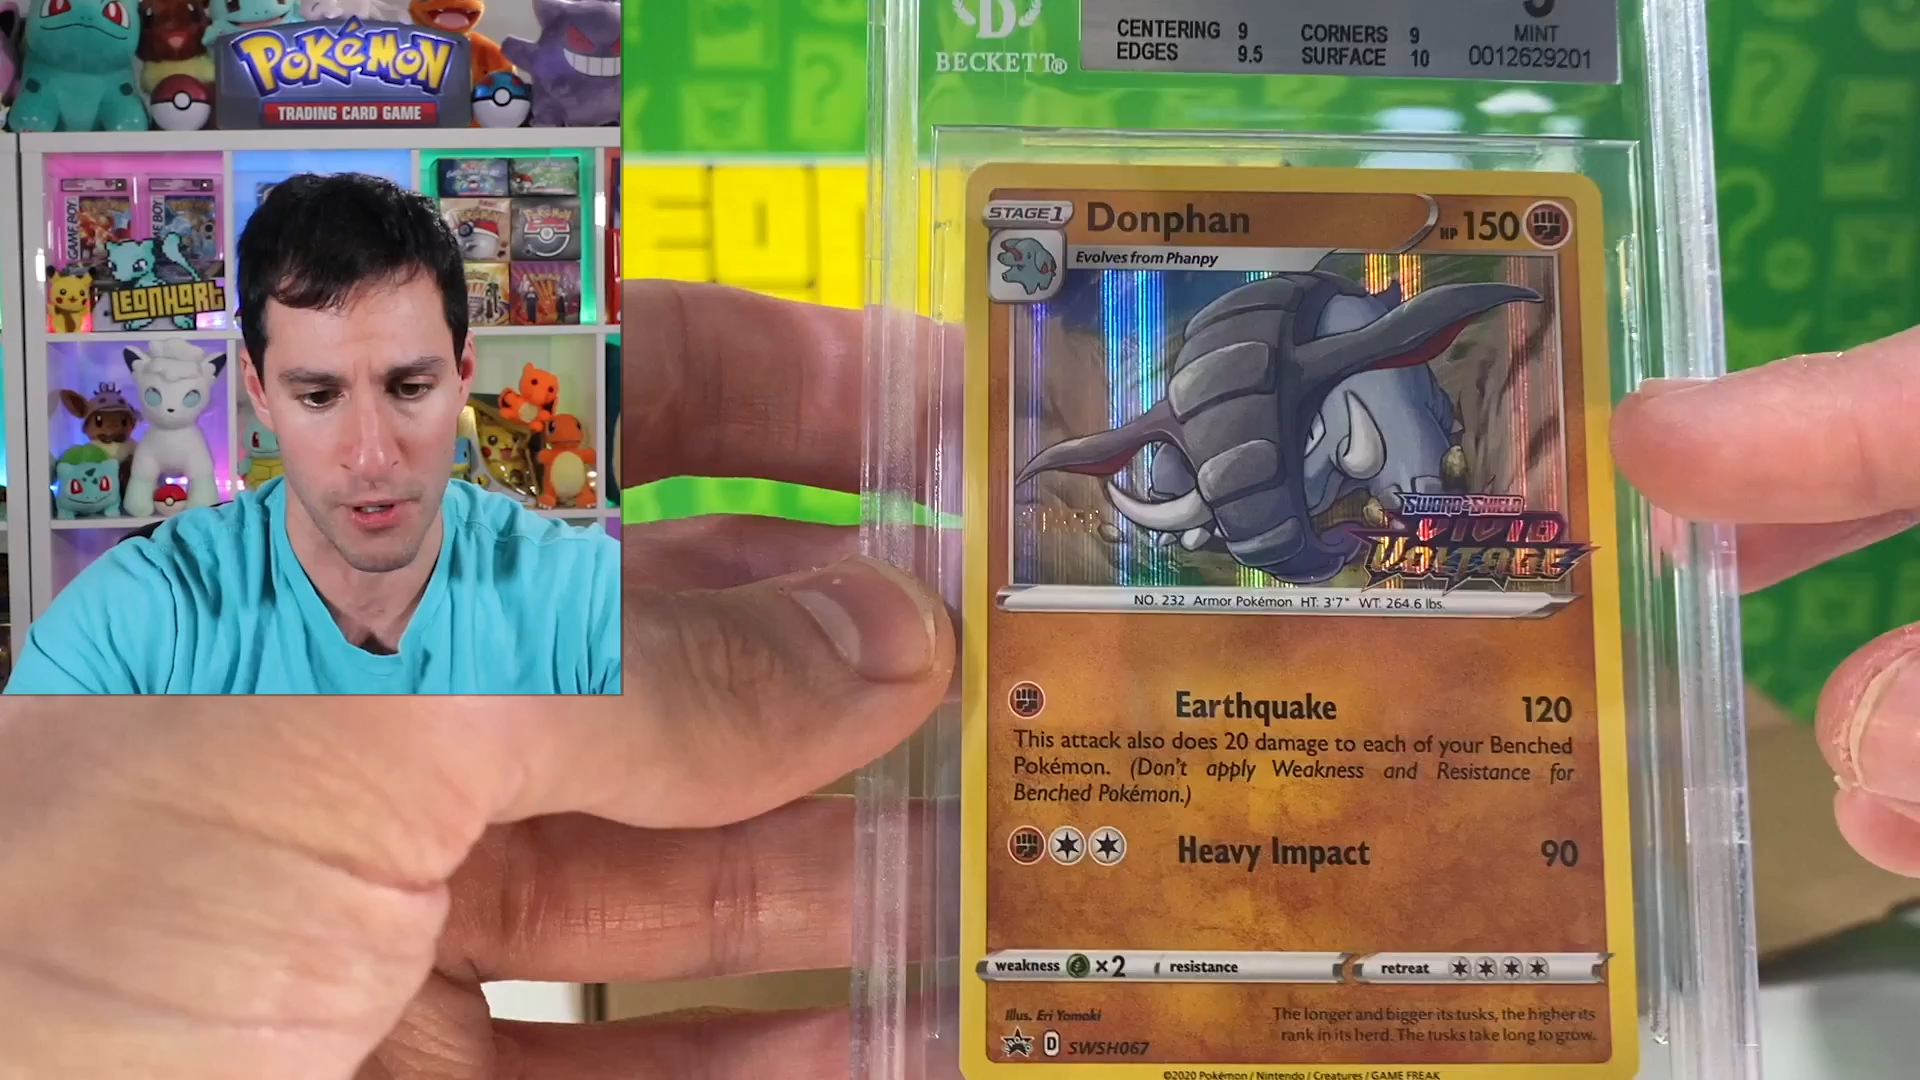 POKéMON
TRADING CARD GAME
GAME BOY
GAME BOY
LEONHART
BECKETT®
CENTERING 9 CORNERS 9 MINT
EDGES 9.5 SURFACE 10 0012629201
STAGE 1 Donphan HP 150
Evolves from Phanpy
SWORD & SHIELD
VIVID
VOLTAGE
NO. 232 Armor Pokémon HT: 3'7" WT: 264.6 lbs.
Earthquake 120
This attack also does 20 damage to each of your Benched
Pokémon. (Don't apply Weakness and Resistance for
Benched Pokémon.)
Heavy Impact 90
weakness ×2 resistance retreat
Illus. Eri Yamaki
The longer and bigger its tusks, the higher its
rank in its herd. The tusks take long to grow.
PROMO D SWSH067
©2020 Pokémon / Nintendo / Creatures / GAME FREAK